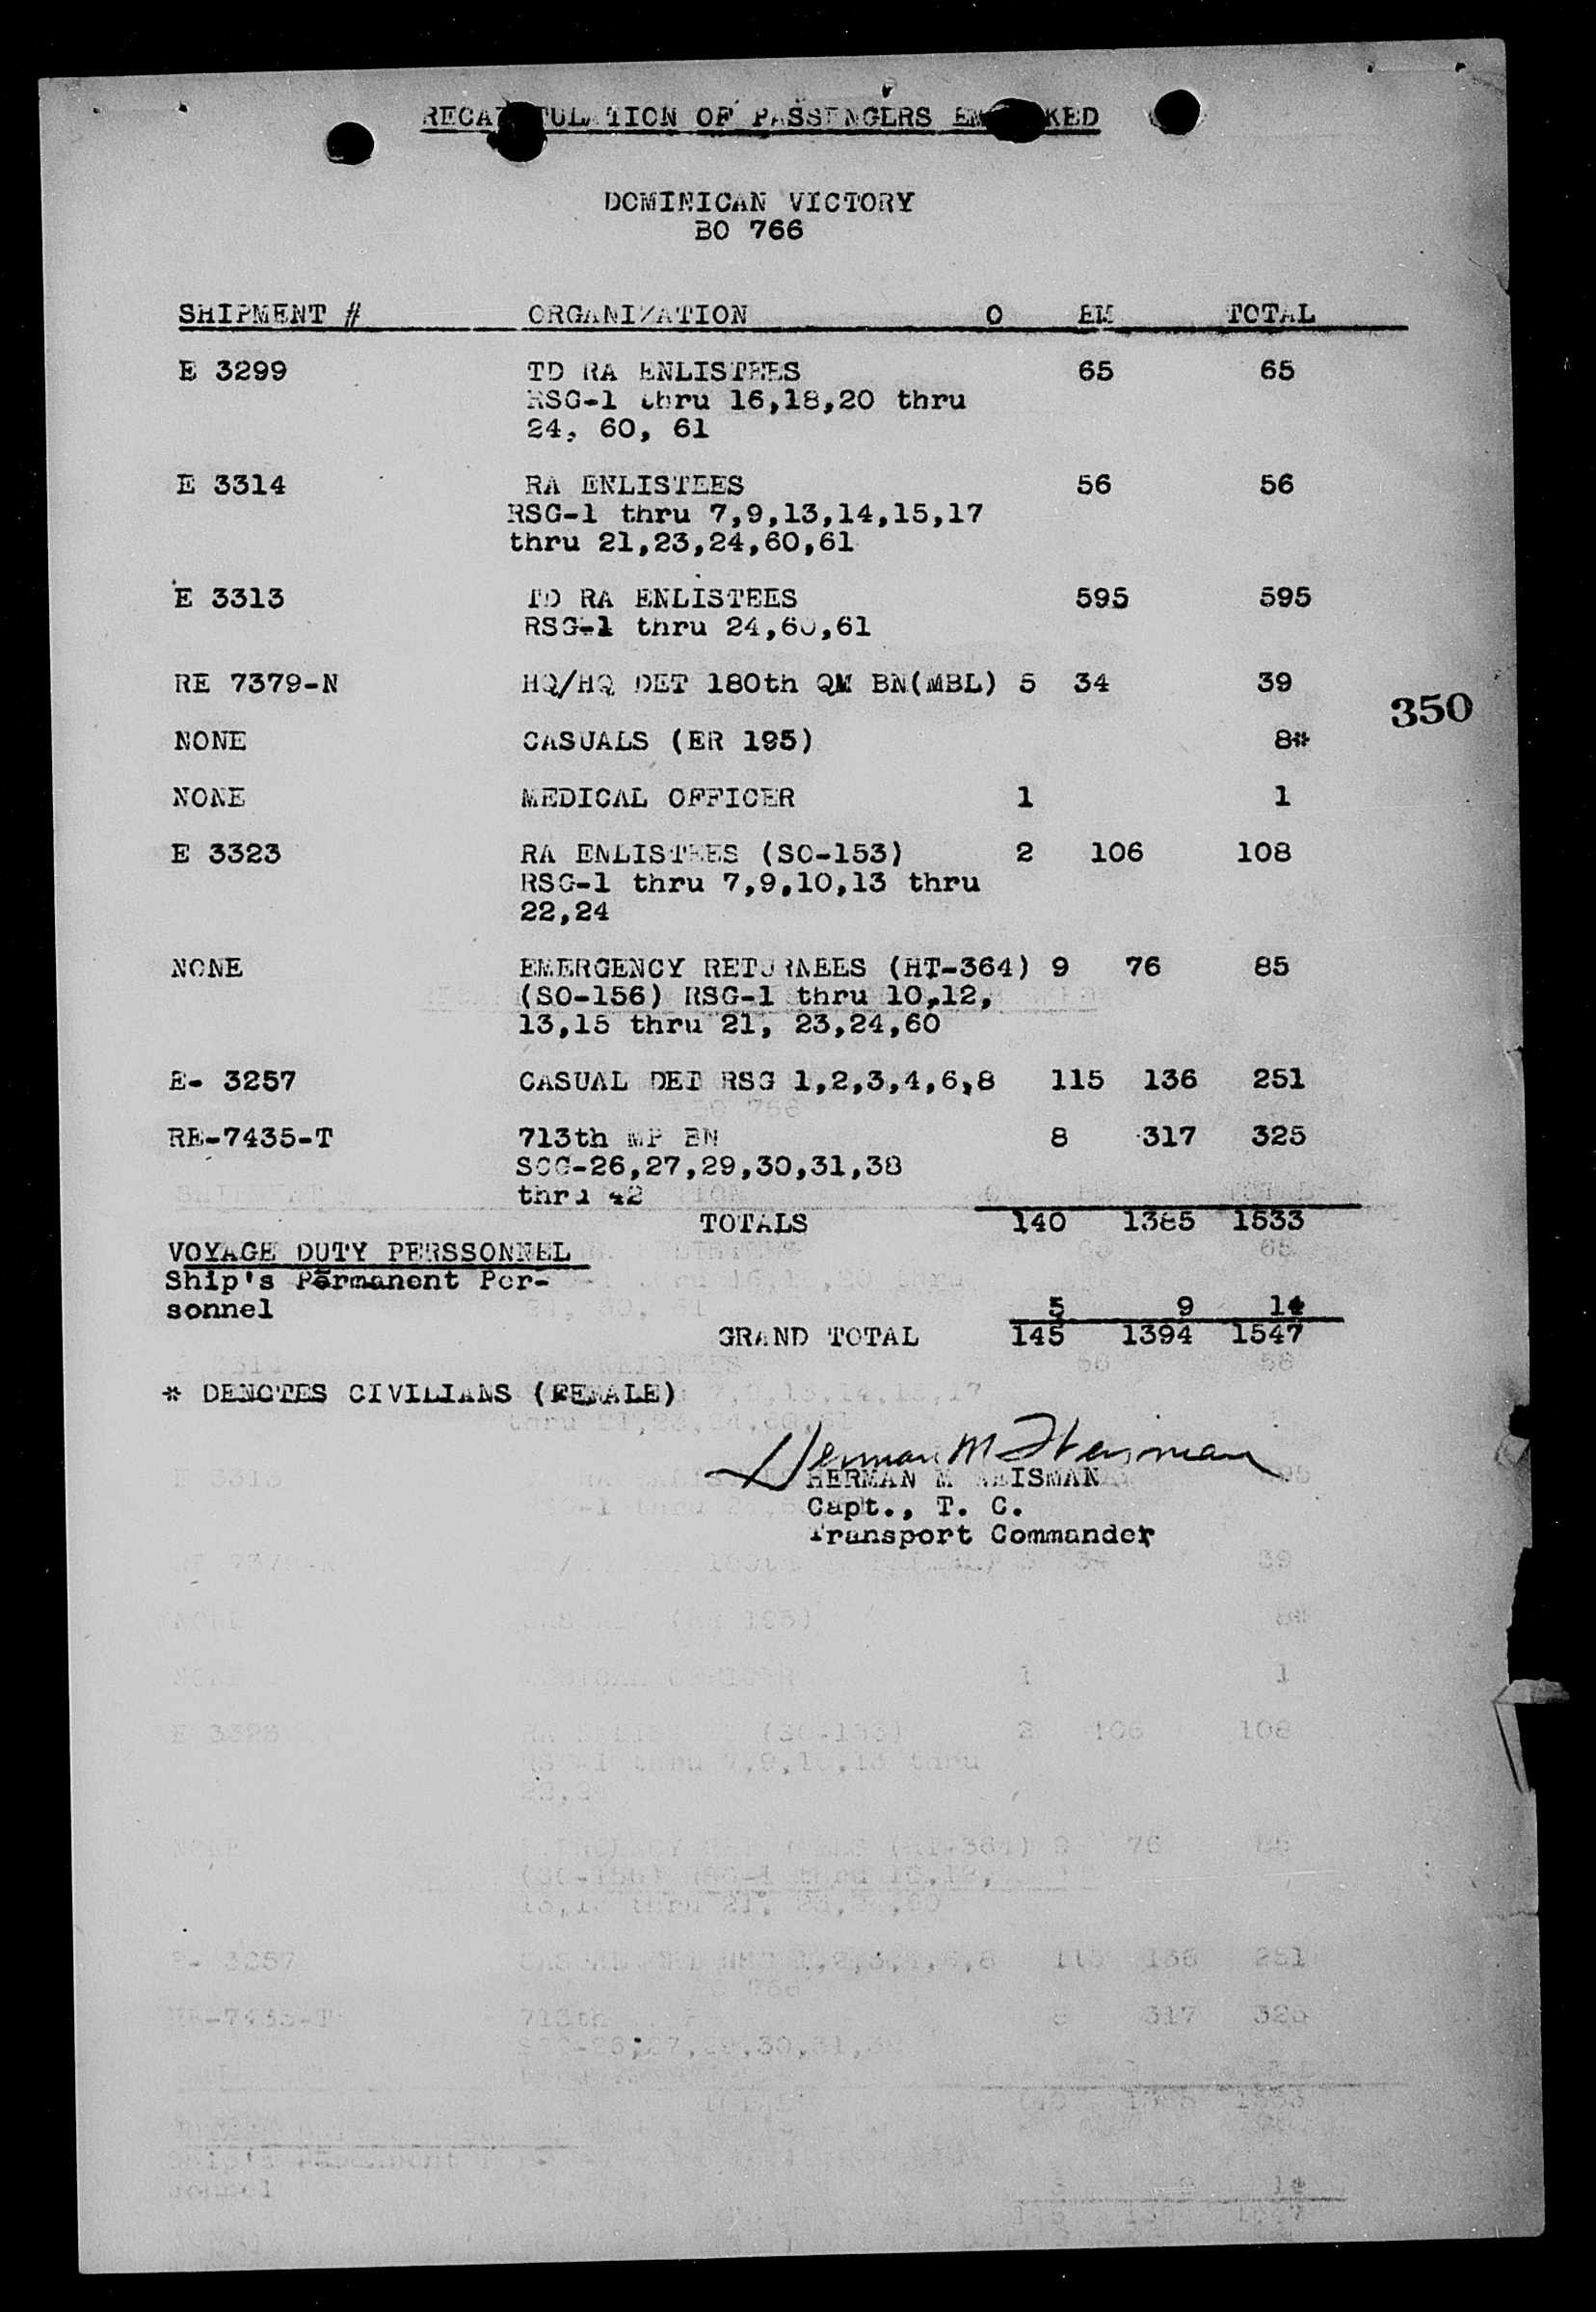 RECAPITULATION OF PASSENGERS EMBARKED
DOMINICAN VICTORY
BO 766
SHIPMENT # ORGANIZATION O EM TOTAL
E 3299 TD RA ENLISTEES 65 65
RSG-1 thru 16,18,20 thru
24, 60, 61
E 3314 RA ENLISTEES 56 56
RSG-1 thru 7,9,13,14,15,17
thru 21,23,24,60,61
E 3313 TD RA ENLISTEES 595 595
RSG-1 thru 24,60,61
RE 7379-N HQ/HQ DET 180th QM BN(MBL) 5 34 39
350
NONE CASUALS (ER 195) 8*
NONE MEDICAL OFFICER 1 1
E 3323 RA ENLISTEES (SO-153) 2 106 108
RSG-1 thru 7,9,10,13 thru
22,24
NONE EMERGENCY RETURNEES (HT-364) 9 76 85
(SO-156) RSG-1 thru 10,12,
13,15 thru 21, 23,24,60
E- 3257 CASUAL DET RSG 1,2,3,4,6,8 115 136 251
RE-7435-T 713th MP BN 8 317 325
SCG-26,27,29,30,31,38
thru 42
TOTALS 140 1385 1533
VOYAGE DUTY PERSSONNEL
Ship's Permanent Per-
sonnel 5 9 14
GRAND TOTAL 145 1394 1547
* DENOTES CIVILIANS (FEMALE)
HERMAN M WEISMAN
Capt., T. C.
Transport Commander